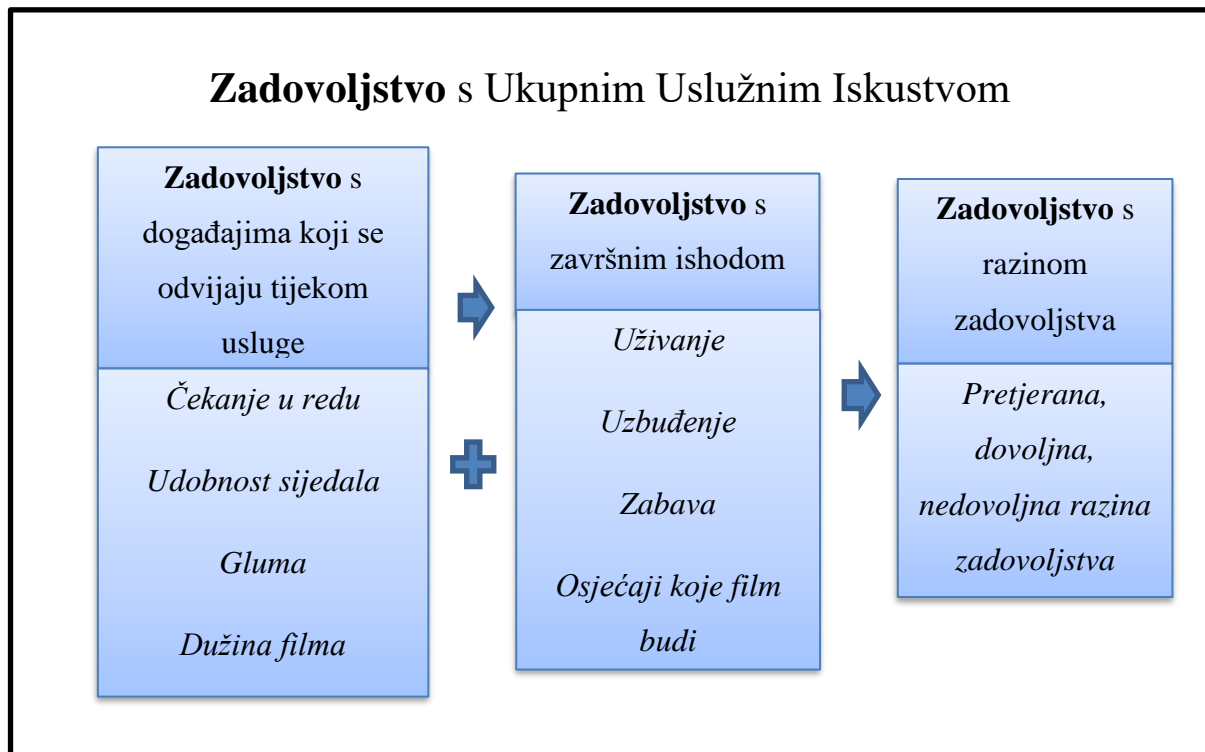 Zadovoljstvo s Ukupnim Uslužnim Iskustvom
Zadovoljstvo s
događajima koji se
odvijaju tijekom
usluge
Čekanje u redu
Udobnost sijedala
Gluma
Dužina filma
Zadovoljstvo s
završnim ishodom
Uživanje
Uzbuđenje
Zabava
Osjećaji koje film
budi
Zadovoljstvo s
razinom
zadovoljstva
Pretjerana,
dovoljna,
nedovoljna razina
zadovoljstva